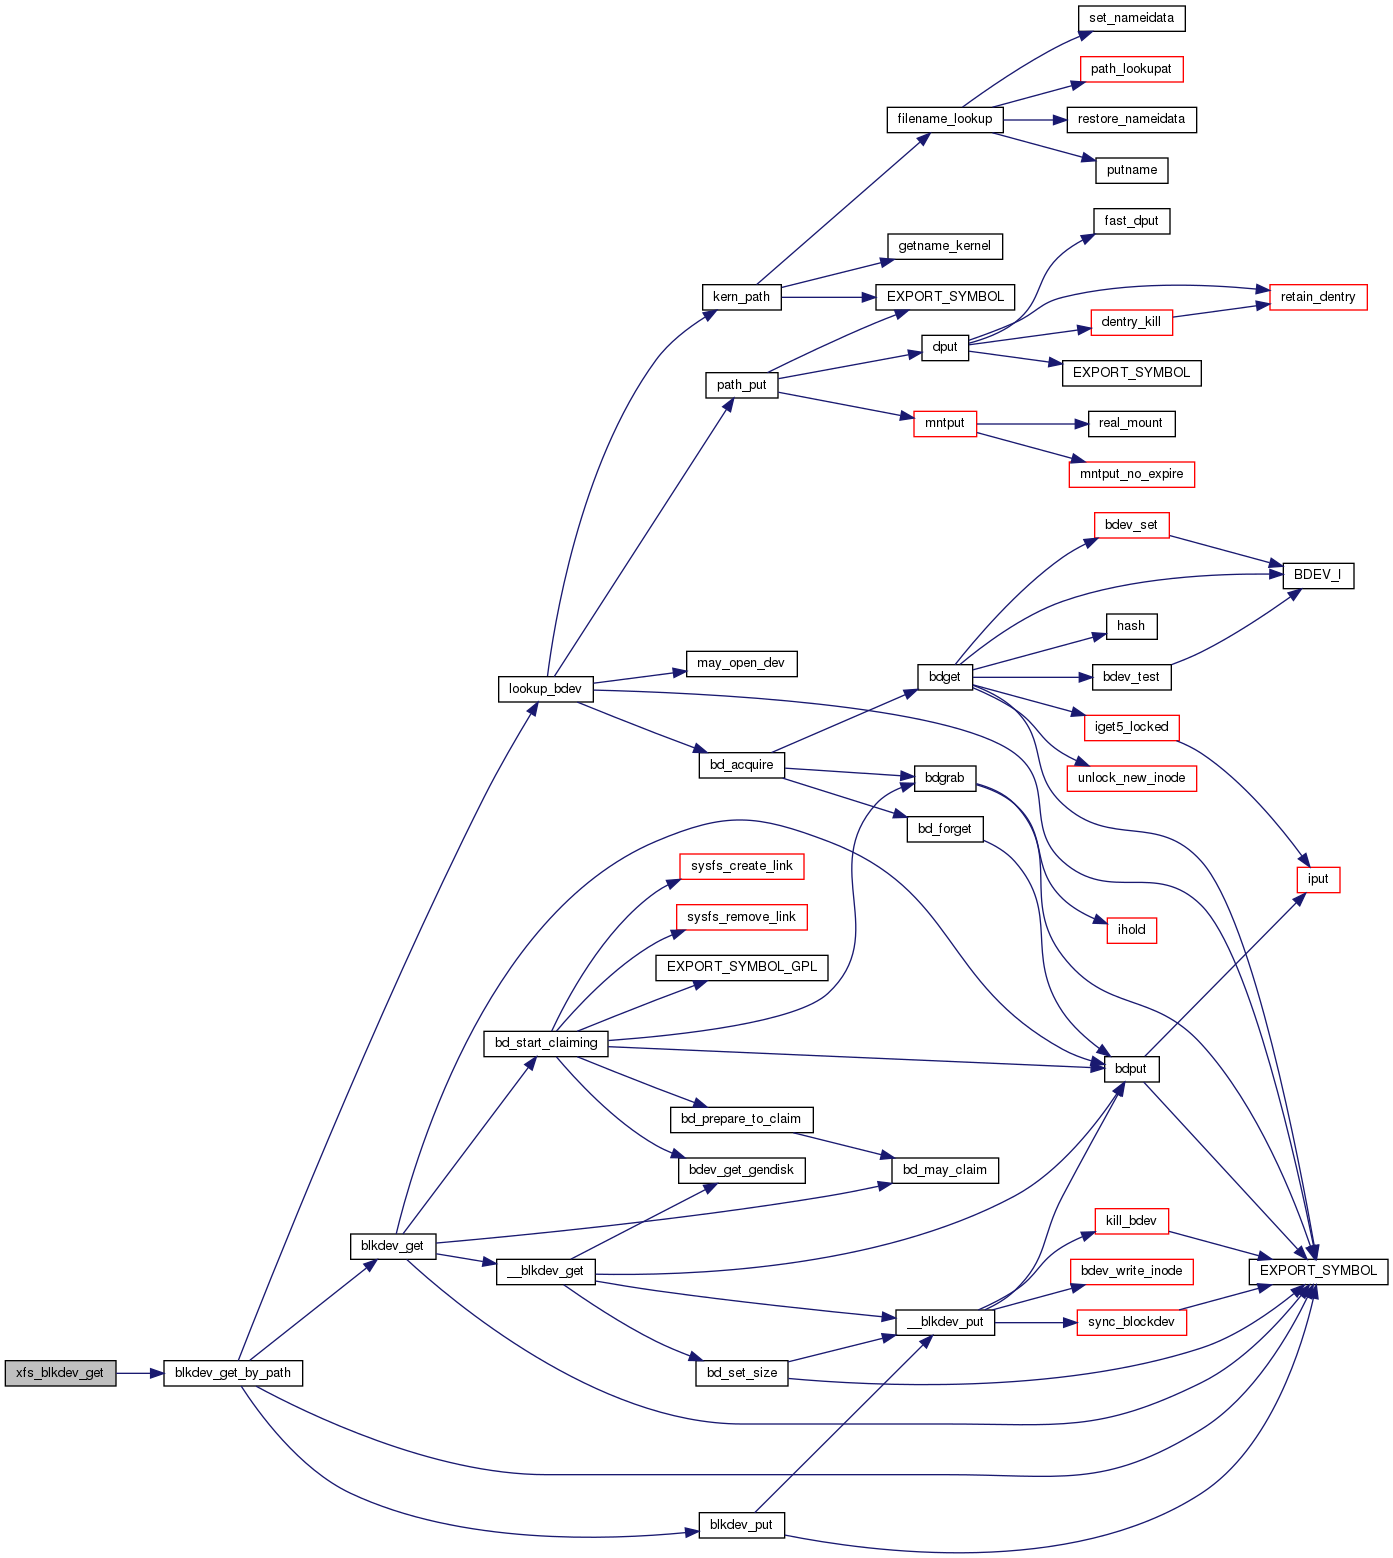 set_nameidata
path_lookupat
filename_lookup
restore_nameidata
putname
fast_dput
getname_kernel
kern_path
EXPORT_SYMBOL
retain_dentry
dentry_kill
dput
EXPORT_SYMBOL
path_put
mntput
real_mount
mntput_no_expire
bdev_set
BDEV_I
hash
may_open_dev
bdget
bdev_test
lookup_bdev
iget5_locked
bd_acquire
bdgrab
unlock_new_inode
bd_forget
sysfs_create_link
iput
sysfs_remove_link
ihold
EXPORT_SYMBOL_GPL
bd_start_claiming
bdput
bd_prepare_to_claim
bdev_get_gendisk
bd_may_claim
kill_bdev
blkdev_get
__blkdev_get
bdev_write_inode
EXPORT_SYMBOL
__blkdev_put
sync_blockdev
xfs_blkdev_get
blkdev_get_by_path
bd_set_size
blkdev_put